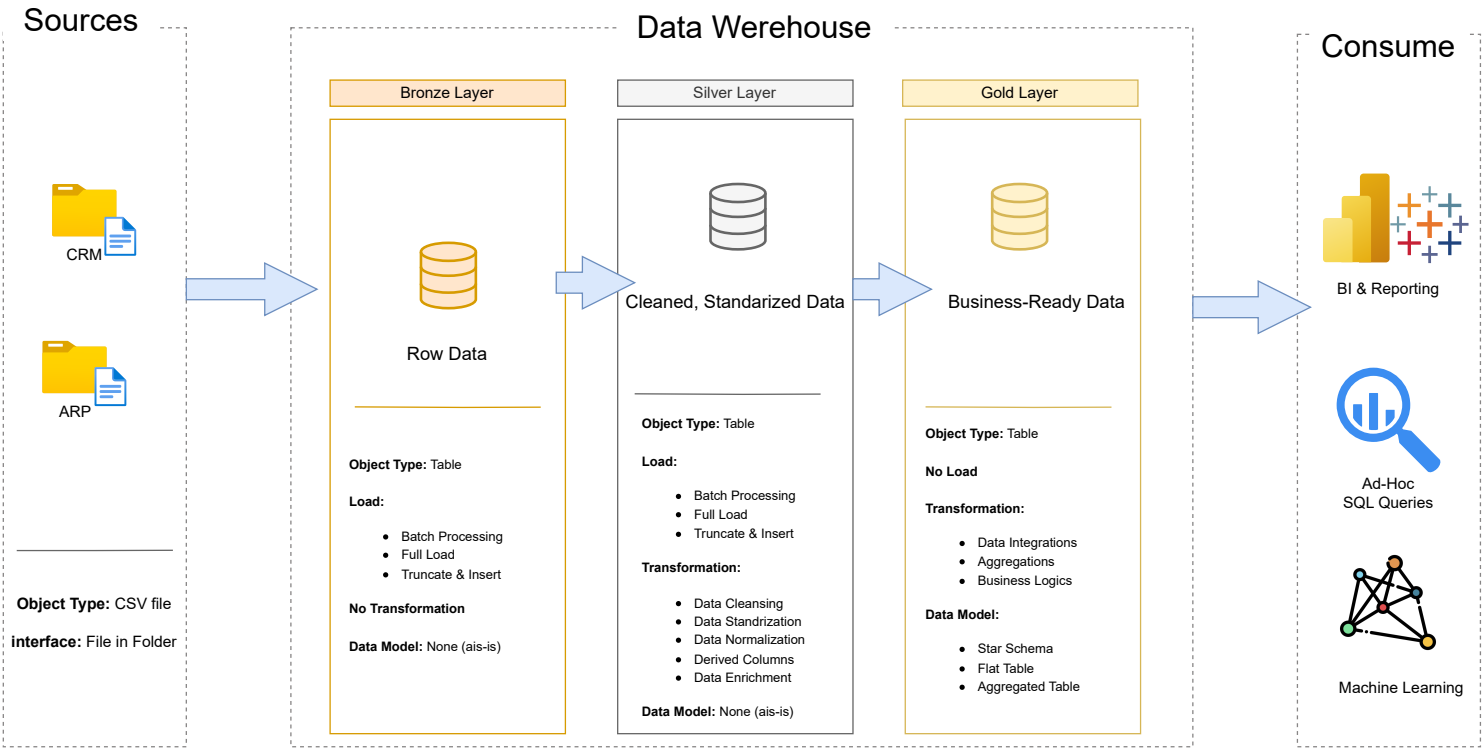 Sources
CRM
ARP
Object Type: CSV file
interface: File in Folder
Data Werehouse
Bronze Layer
Row Data
Object Type: Table
Load:
Batch Processing
Full Load
Truncate & Insert
No Transformation
Data Model: None (ais-is)
Silver Layer
Cleaned, Standarized Data
Object Type: Table
Load:
Batch Processing
Full Load
Truncate & Insert
Transformation:
Data Cleansing
Data Standrization
Data Normalization
Derived Columns
Data Enrichment
Data Model: None (ais-is)
Gold Layer
Business-Ready Data
Object Type: Table
No Load
Transformation:
Data Integrations
Aggregations
Business Logics
Data Model:
Star Schema
Flat Table
Aggregated Table
Consume
BI & Reporting
Ad-Hoc
SQL Queries
Machine Learning